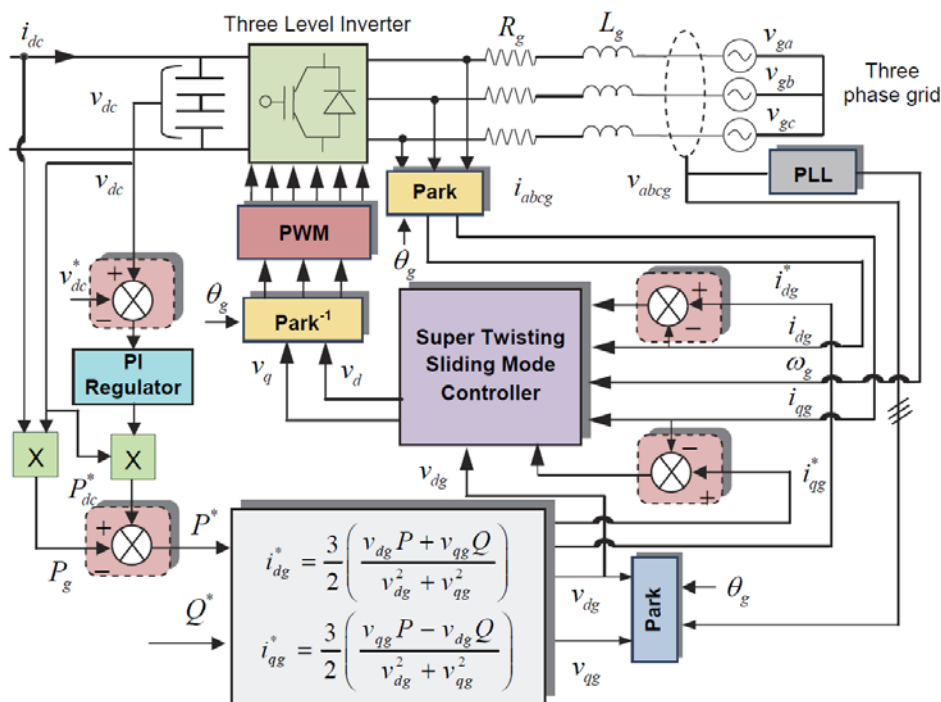 Three Level Inverter
i_dc
R_g
L_g
v_ga
v_gb
v_gc
Three
phase grid
v_dc
v_dc
Park
i_abcg
v_abcg
PLL
PWM
θ_g
v*_dc
+
−
θ_g
Park⁻¹
Super Twisting
Sliding Mode
Controller
+
−
i*_dg
i_dg
ω_g
i_qg
PI
Regulator
v_q
v_d
X
X
−
+
i*_qg
v_dg
P*_dc
+
−
P*
P_g
Q*
i*_dg = 3/2 ( (v_dg P + v_qg Q) / (v²_dg + v²_qg) )
i*_qg = 3/2 ( (v_qg P − v_dg Q) / (v²_dg + v²_qg) )
v_dg
v_qg
Park
θ_g